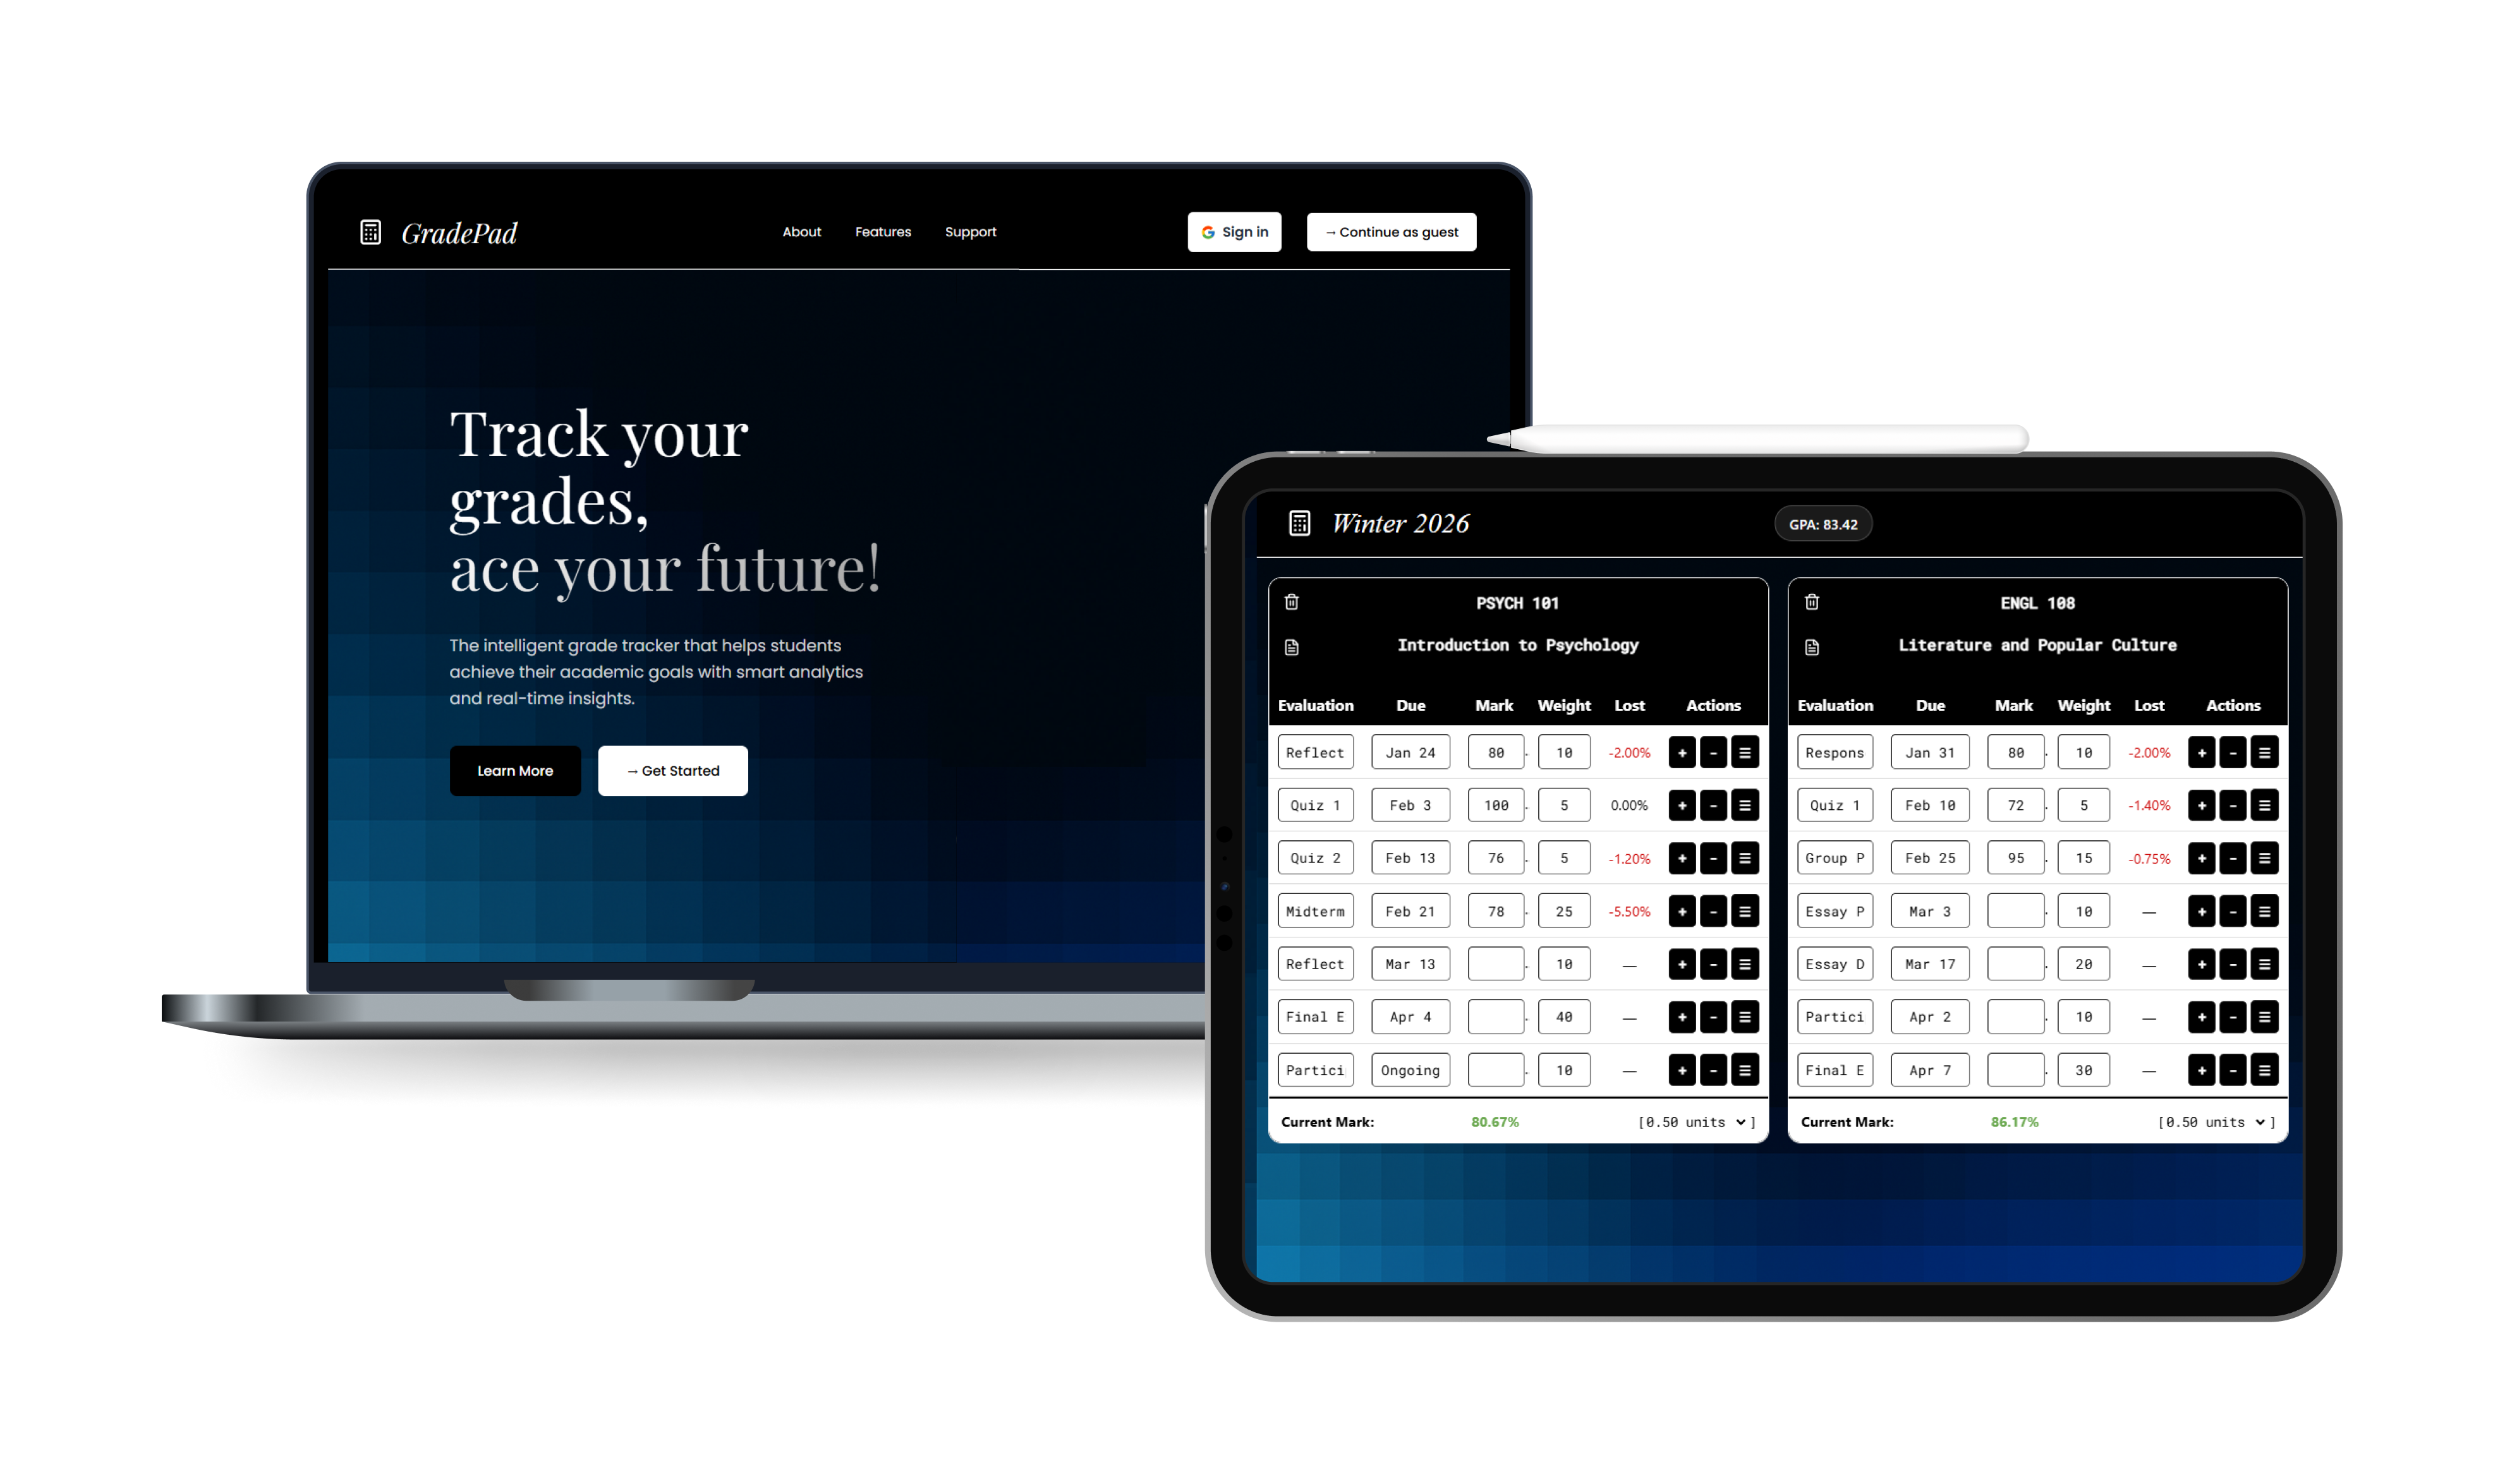 GradePad
About Features Support
Sign in
→ Continue as guest
Track your
grades,
ace your future!
The intelligent grade tracker that helps students
achieve their academic goals with smart analytics
and real-time insights.
Learn More
→ Get Started
Winter 2026
GPA: 83.42
PSYCH 101
Introduction to Psychology
Evaluation Due Mark Weight Lost Actions
Reflect Jan 24 80 10 -2.00% + -
Quiz 1 Feb 3 100 5 0.00% + -
Quiz 2 Feb 13 76 5 -1.20% + -
Midterm Feb 21 78 25 -5.50% + -
Reflect Mar 13 10 — + -
Final E Apr 4 40 — + -
Partici Ongoing 10 — + -
Current Mark: 80.67% [0.50 units ]
ENGL 108
Literature and Popular Culture
Evaluation Due Mark Weight Lost Actions
Respons Jan 31 80 10 -2.00% + -
Quiz 1 Feb 10 72 5 -1.40% + -
Group P Feb 25 95 15 -0.75% + -
Essay P Mar 3 10 — + -
Essay D Mar 17 20 — + -
Partici Apr 2 10 — + -
Final E Apr 7 30 — + -
Current Mark: 86.17% [0.50 units ]